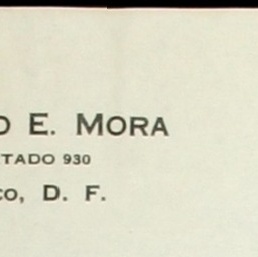 O E. MORA
TADO 930
CO, D. F.